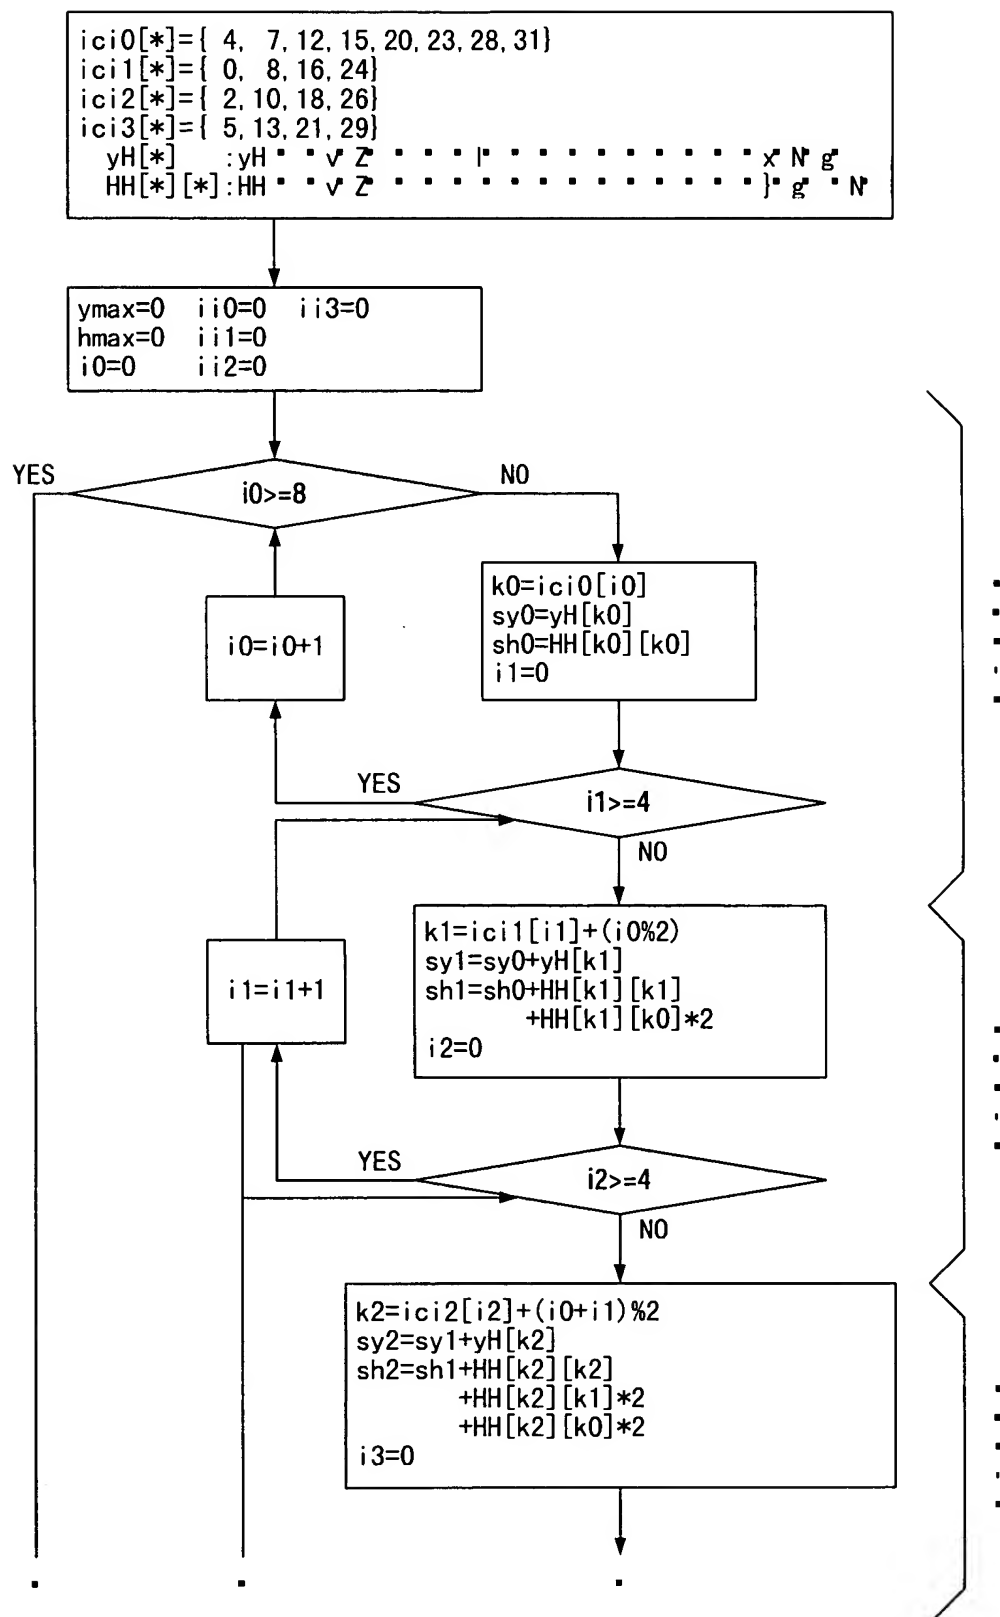 ici0[*]={ 4, 7,12,15,20,23,28,31}
ici1[*]={ 0, 8,16,24}
ici2[*]={ 2,10,18,26}
ici3[*]={ 5,13,21,29}
yH[*] :yH
HH[*][*]:HH
ymax=0 ii0=0 ii3=0
hmax=0 ii1=0
i0=0 ii2=0
YES
i0>=8
NO
k0=ici0[i0]
sy0=yH[k0]
sh0=HH[k0][k0]
i1=0
i0=i0+1
YES
i1>=4
NO
k1=ici1[i1]+(i0%2)
sy1=sy0+yH[k1]
sh1=sh0+HH[k1][k1]
+HH[k1][k0]*2
i2=0
i1=i1+1
YES
i2>=4
NO
k2=ici2[i2]+(i0+i1)%2
sy2=sy1+yH[k2]
sh2=sh1+HH[k2][k2]
+HH[k2][k1]*2
+HH[k2][k0]*2
i3=0